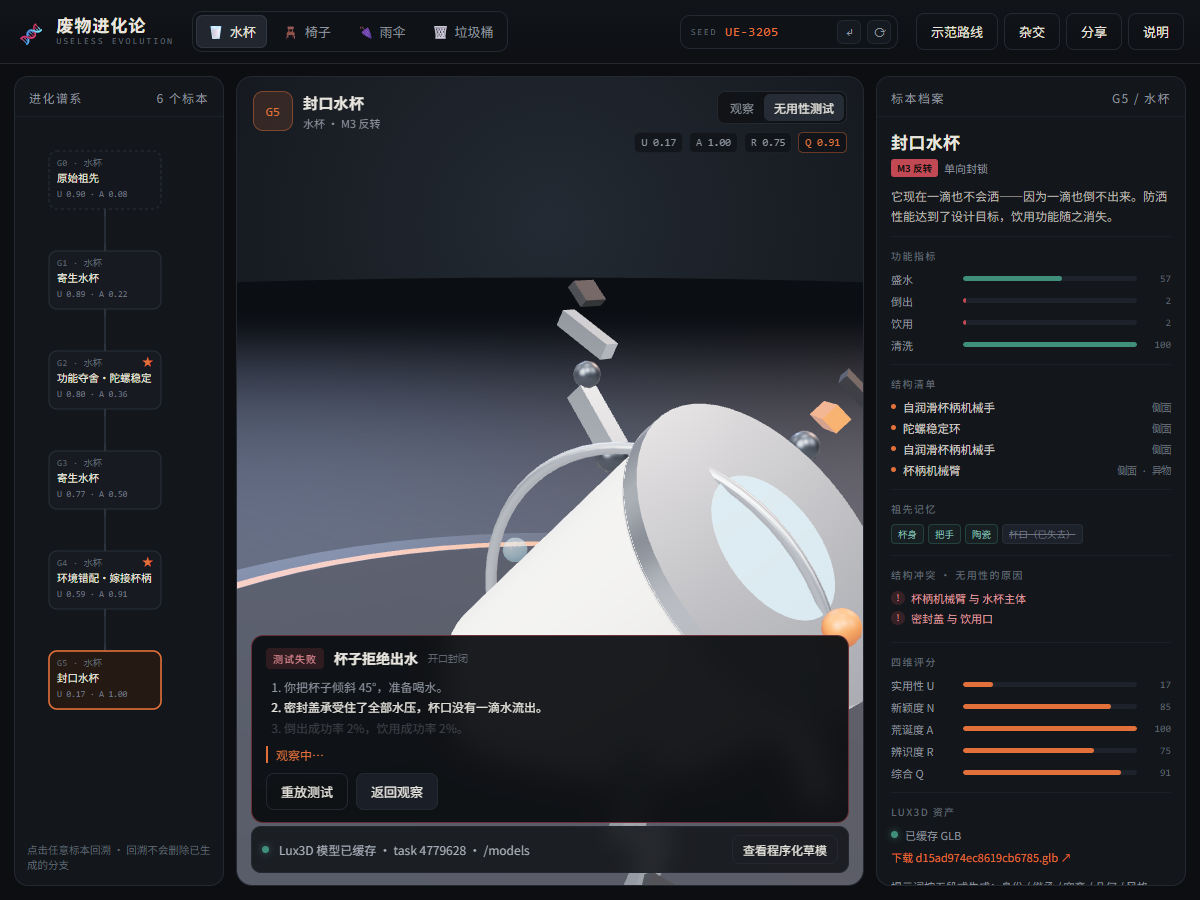 废物进化论
USELESS EVOLUTION
水杯
椅子
雨伞
垃圾桶
SEED UE-3205
示范路线
杂交
分享
说明
进化谱系
6 个标本
G0 · 水杯
原始祖先
U 0.90 · A 0.08
G1 · 水杯
寄生水杯
U 0.89 · A 0.22
G2 · 水杯 ★
功能夺舍·陀螺稳定
U 0.80 · A 0.36
G3 · 水杯
寄生水杯
U 0.77 · A 0.50
G4 · 水杯 ★
环境错配·嫁接杯柄
U 0.59 · A 0.91
G5 · 水杯
封口水杯
U 0.17 · A 1.00
点击任意标本回溯 · 回溯不会删除已生
成的分支
G5
封口水杯
水杯 · M3 反转
观察
无用性测试
U 0.17
A 1.00
R 0.75
Q 0.91
测试失败 杯子拒绝出水 开口封闭
1. 你把杯子倾斜 45°，准备喝水。
2. 密封盖承受住了全部水压，杯口没有一滴水流出。
3. 倒出成功率 2%，饮用成功率 2%。
观察中…
重放测试
返回观察
Lux3D 模型已缓存 · task 4779628 · /models
查看程序化草模
标本档案
G5 / 水杯
封口水杯
M3 反转 单向封锁
它现在一滴也不会洒——因为一滴也倒不出来。防洒
性能达到了设计目标，饮用功能随之消失。
功能指标
盛水 57
倒出 2
饮用 2
清洗 100
结构清单
自润滑杯柄机械手 侧面
陀螺稳定环 侧面
自润滑杯柄机械手 侧面
杯柄机械臂 侧面 · 异物
祖先记忆
杯身 把手 陶瓷 杯口（已失去）
结构冲突 · 无用性的原因
! 杯柄机械臂 与 水杯主体
! 密封盖 与 饮用口
四维评分
实用性 U 17
新颖度 N 85
荒诞度 A 100
辨识度 R 75
综合 Q 91
LUX3D 资产
已缓存 GLB
下载 d15ad974ec8619cb6785.glb ↗